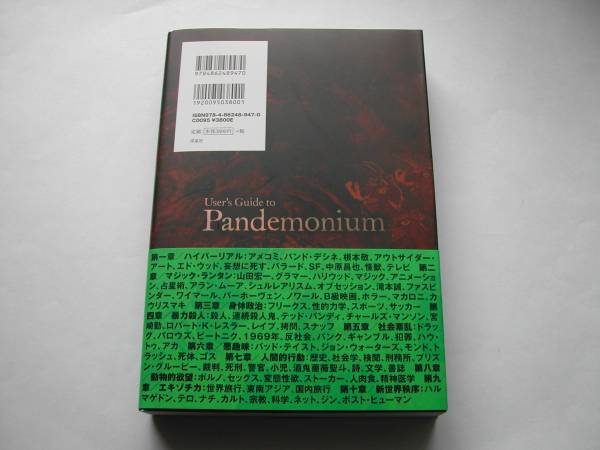 9784862489470
1920095038001
ISBN978-4-86248-947-0
C0095 ¥3800E
定価 本体3800円 +税
洋泉社
User's Guide to
Pandemonium
第一章／ハイパーリアル：アメコミ、バンド・デシネ、根本敬、アウトサイダー・
アート、エド・ウッド、妄想に死す、バラード、SF、中原昌也、怪獣、テレビ 第二
章／マジック・ランタン：山田宏一、グラマー、ハリウッド、マジック、アニメーショ
ン、占星術、アラン・ムーア、シュルレアリスム、オブセッション、滝本誠、ファスビ
ンダー、ワイマール、バーホーヴェン、ノワール、B級映画、ホラー、マカロニ、カ
ウリスマキ 第三章／身体政治：フリークス、性的力学、スポーツ、サッカー 第
四章／暴力殺人：殺人、連続殺人鬼、テッド・バンディ、チャールズ・マンソン、宮
崎勤、ロバート・K・レスラー、レイプ、拷問、スナッフ 第五章／社会紊乱：ドラッ
グ、バロウズ、ビートニク、1969年、反社会、パンク、ギャンブル、犯罪、ハウ・
トゥ、アカ 第六章／悪趣味：バッド・テイスト、ジョン・ウォーターズ、モンド、ト
ラッシュ、死体、ゴス 第七章／人間的行動：歴史、社会学、検閲、刑務所、プリズ
ン・グルーピー、裁判、死刑、警官、小児、酒鬼薔薇斗斗、詩、文学、書誌 第八章
／動物的欲望：ポルノ、セックス、変態性欲、ストーカー、人肉食、精神医学 第九
章／エキゾチカ：世界旅行、東南アジア、国内旅行 第十章／新世界秩序：ハル
マゲドン、テロ、ナチ、カルト、宗教、科学、ネット、ジン、ポスト・ヒューマン